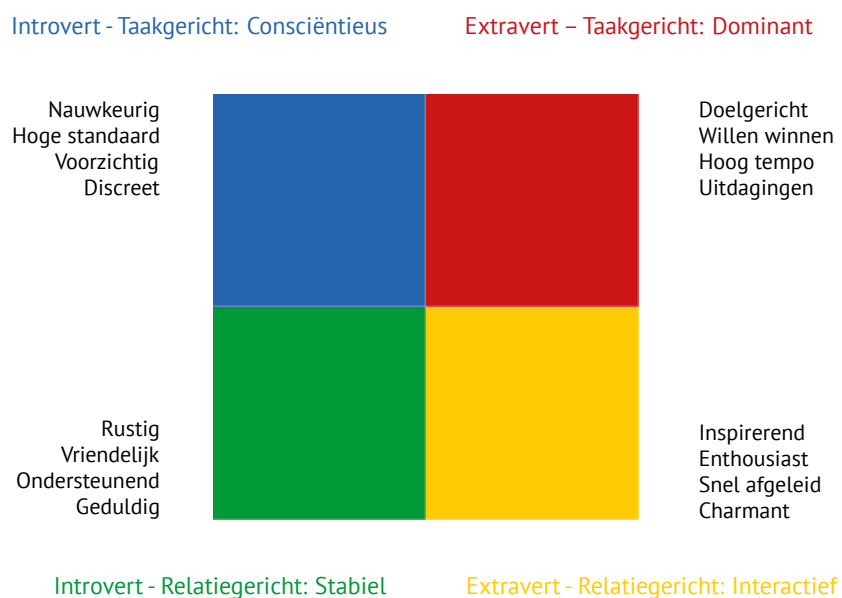 Introvert - Taakgericht: Consciëntieus
Extravert – Taakgericht: Dominant
Nauwkeurig
Hoge standaard
Voorzichtig
Discreet
Doelgericht
Willen winnen
Hoog tempo
Uitdagingen
Rustig
Vriendelijk
Ondersteunend
Geduldig
Inspirerend
Enthousiast
Snel afgeleid
Charmant
Introvert - Relatiegericht: Stabiel
Extravert - Relatiegericht: Interactief